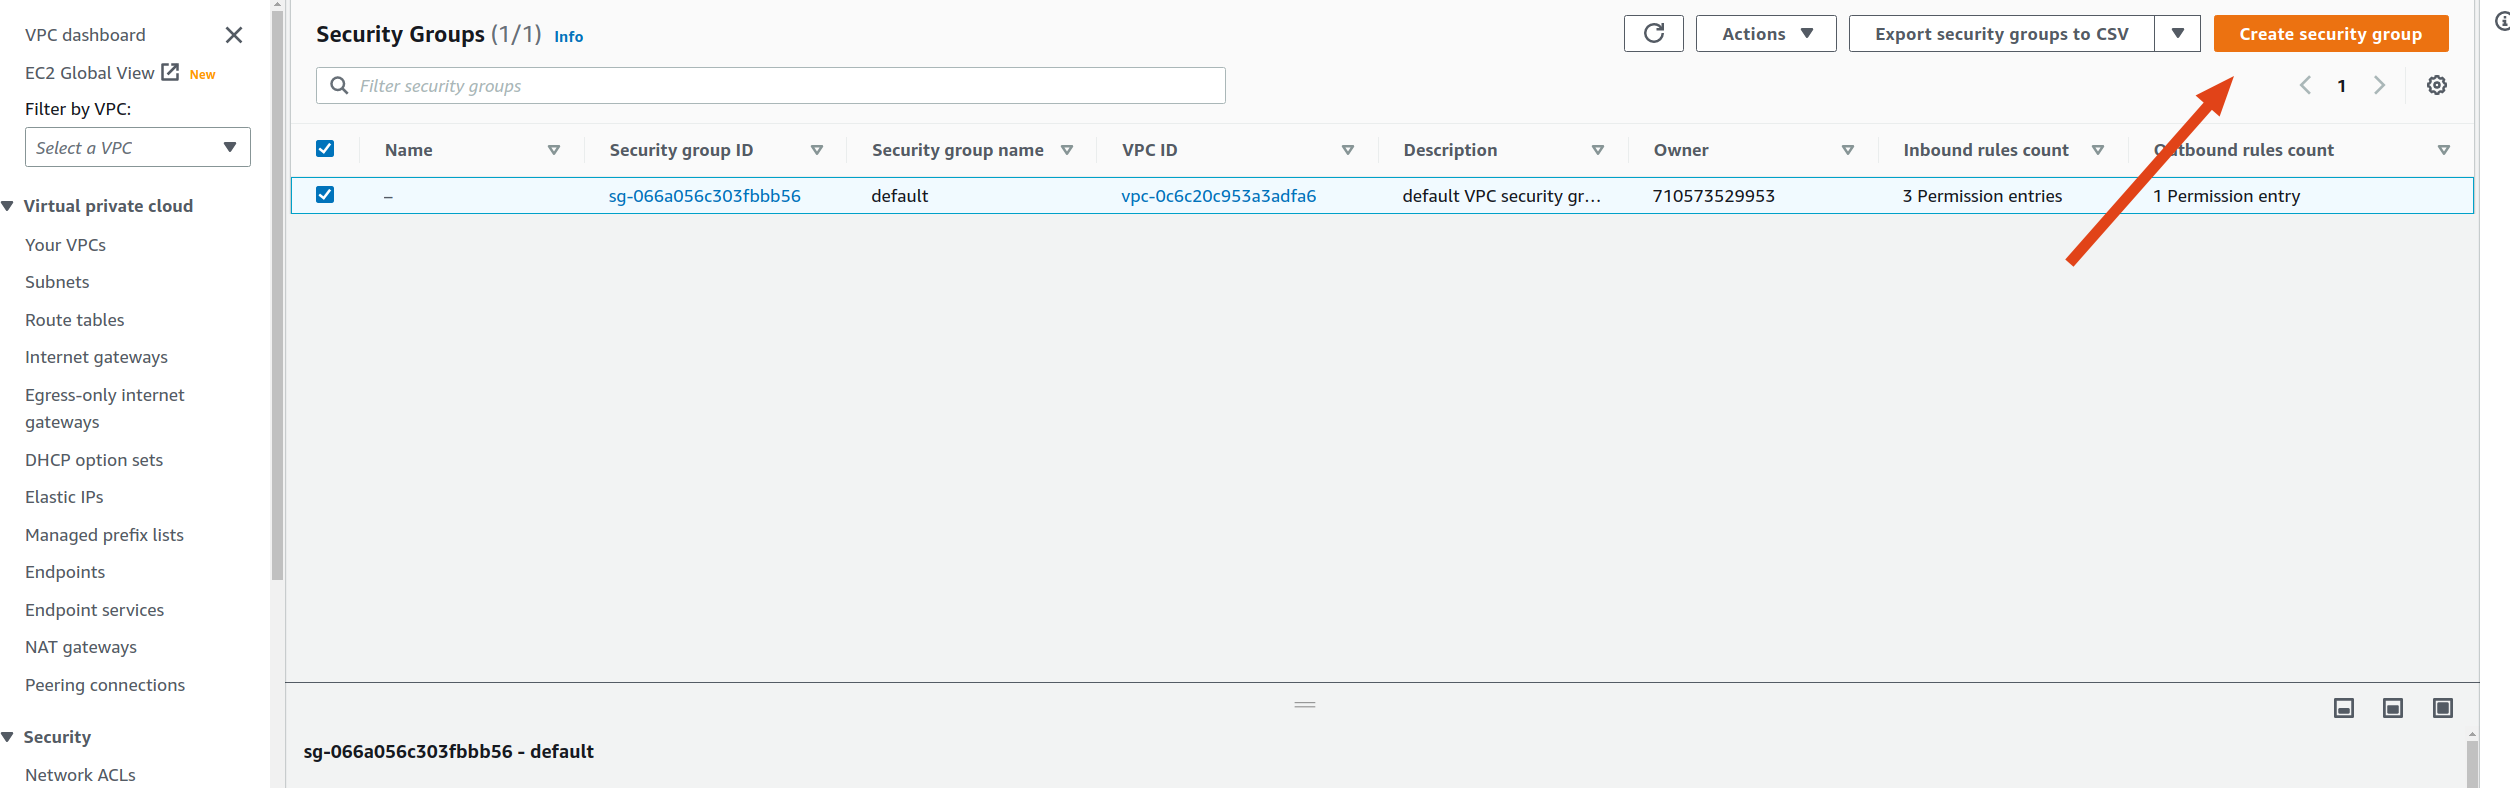 VPC dashboard
EC2 Global View New
Filter by VPC:
Select a VPC
Virtual private cloud
Your VPCs
Subnets
Route tables
Internet gateways
Egress-only internet
gateways
DHCP option sets
Elastic IPs
Managed prefix lists
Endpoints
Endpoint services
NAT gateways
Peering connections
Security
Network ACLs
Security Groups (1/1) Info
Actions
Export security groups to CSV
Create security group
Filter security groups
1
Name Security group ID Security group name VPC ID Description Owner Inbound rules count Outbound rules count
– sg-066a056c303fbbb56 default vpc-0c6c20c953a3adfa6 default VPC security gr... 710573529953 3 Permission entries 1 Permission entry
sg-066a056c303fbbb56 - default